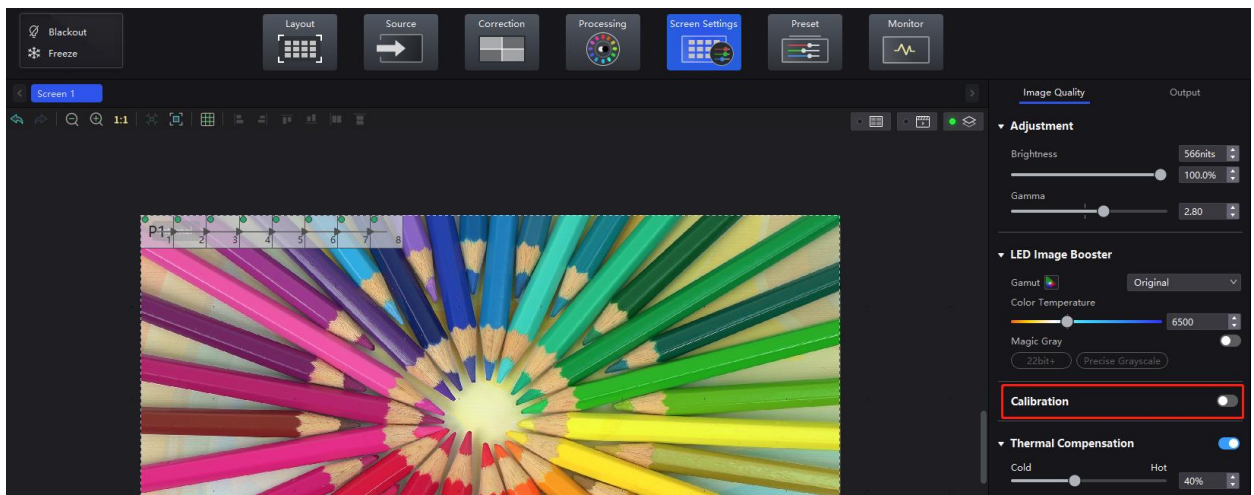 Blackout
Freeze
Layout
Source
Correction
Processing
Screen Settings
Preset
Monitor
Screen 1
1:1
P1
1 2 3 4 5 6 7 8
Image Quality Output
Adjustment
Brightness 566nits
100.0%
Gamma
2.80
LED Image Booster
Gamut Original
Color Temperature
6500
Magic Gray
22bit+ Precise Grayscale
Calibration
Thermal Compensation
Cold Hot
40%